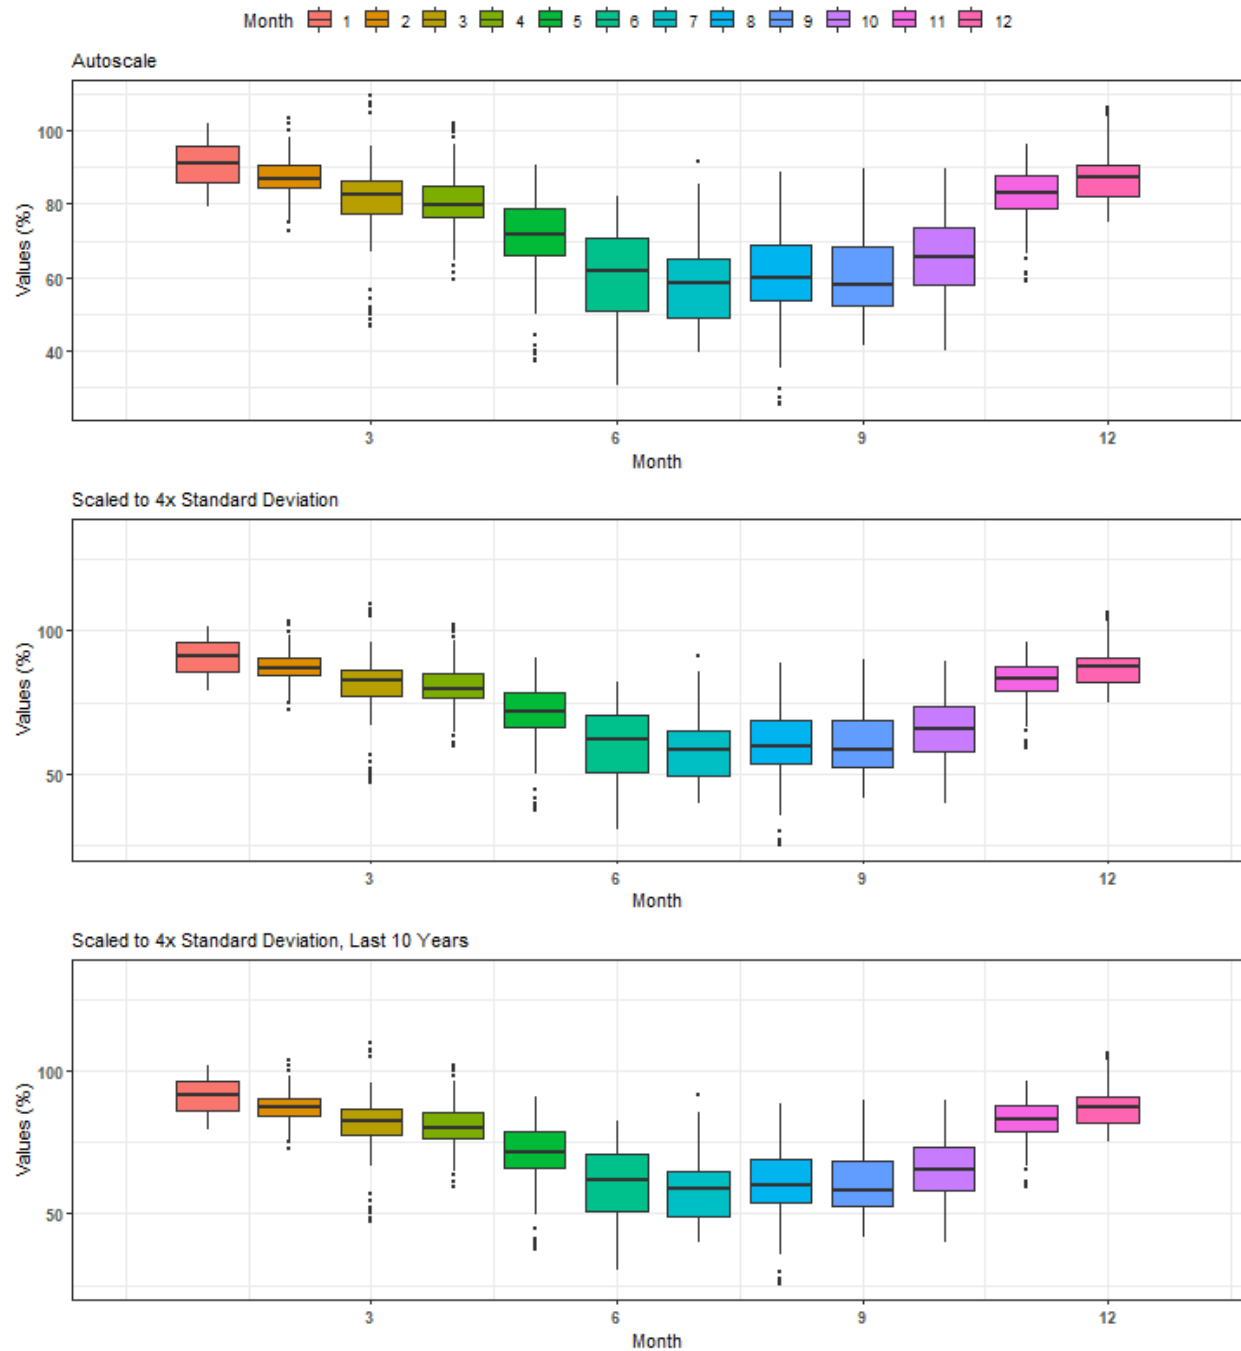 Month 1 2 3 4 5 6 7 8 9 10 11 12
Autoscale
Values (%)
100
80
60
40
3 6 9 12
Month
Scaled to 4x Standard Deviation
Values (%)
100
50
3 6 9 12
Month
Scaled to 4x Standard Deviation, Last 10 Years
Values (%)
100
50
3 6 9 12
Month